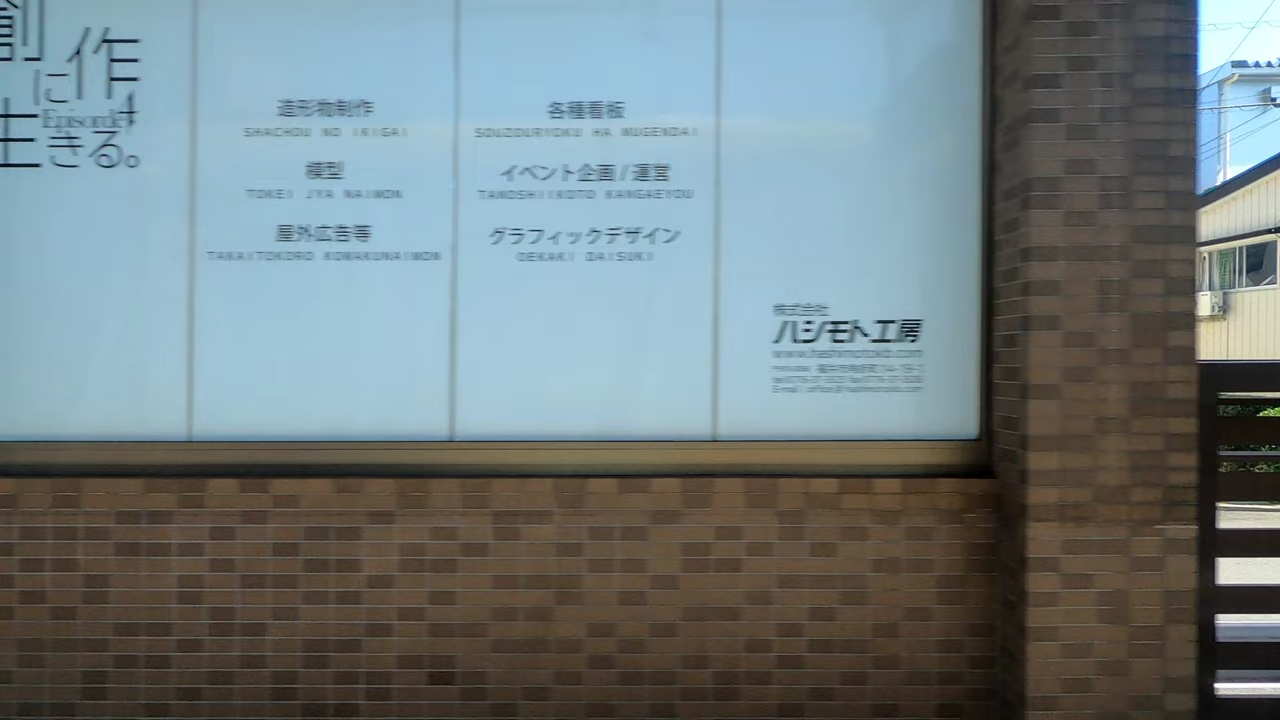 創作
に
Episorde4
生きる。
造形物制作
SHACHOU NO IKIGAI
模型
TOKEI JYA NAIMON
屋外広告等
TAKAITOKORO KOWAKUNAIMON
各種看板
SOUZOURYOKU HA MUGENDAI
イベント企画/運営
TANOSHIIKOTO KANGAEYOU
グラフィックデザイン
OEKAKI DAISUKI
株式会社
ハシモト工房